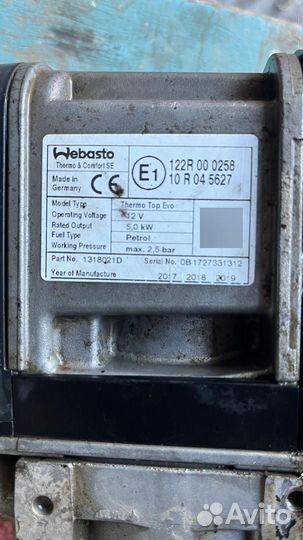 Webasto
Thermo & Comfort SE
Made in
Germany
CE
E1
122R 00 0258
10 R 04 5627
Model Type Thermo Top Evo
Operating Voltage 12 V
Rated Output 5,0 kW
Fuel Type Petrol
Working Pressure max. 2,5 bar
Part No. 1318021D Serial No. 0B1727331312
Year of Manufacture 2017 2018 2019
Avito